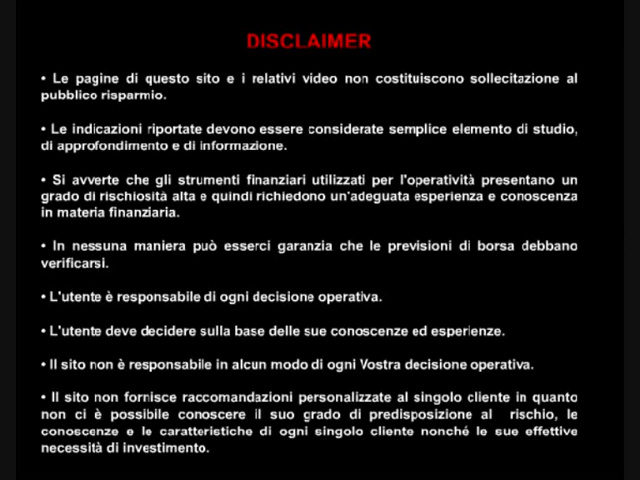 DISCLAIMER
• Le pagine di questo sito e i relativi video non costituiscono sollecitazione al
pubblico risparmio.
• Le indicazioni riportate devono essere considerate semplice elemento di studio,
di approfondimento e di informazione.
• Si avverte che gli strumenti finanziari utilizzati per l'operatività presentano un
grado di rischiosità alta e quindi richiedono un'adeguata esperienza e conoscenza
in materia finanziaria.
• In nessuna maniera può esserci garanzia che le previsioni di borsa debbano
verificarsi.
• L'utente è responsabile di ogni decisione operativa.
• L'utente deve decidere sulla base delle sue conoscenze ed esperienze.
• Il sito non è responsabile in alcun modo di ogni Vostra decisione operativa.
• Il sito non fornisce raccomandazioni personalizzate al singolo cliente in quanto
non ci è possibile conoscere il suo grado di predisposizione al rischio, le
conoscenze e le caratteristiche di ogni singolo cliente nonché le sue effettive
necessità di investimento.